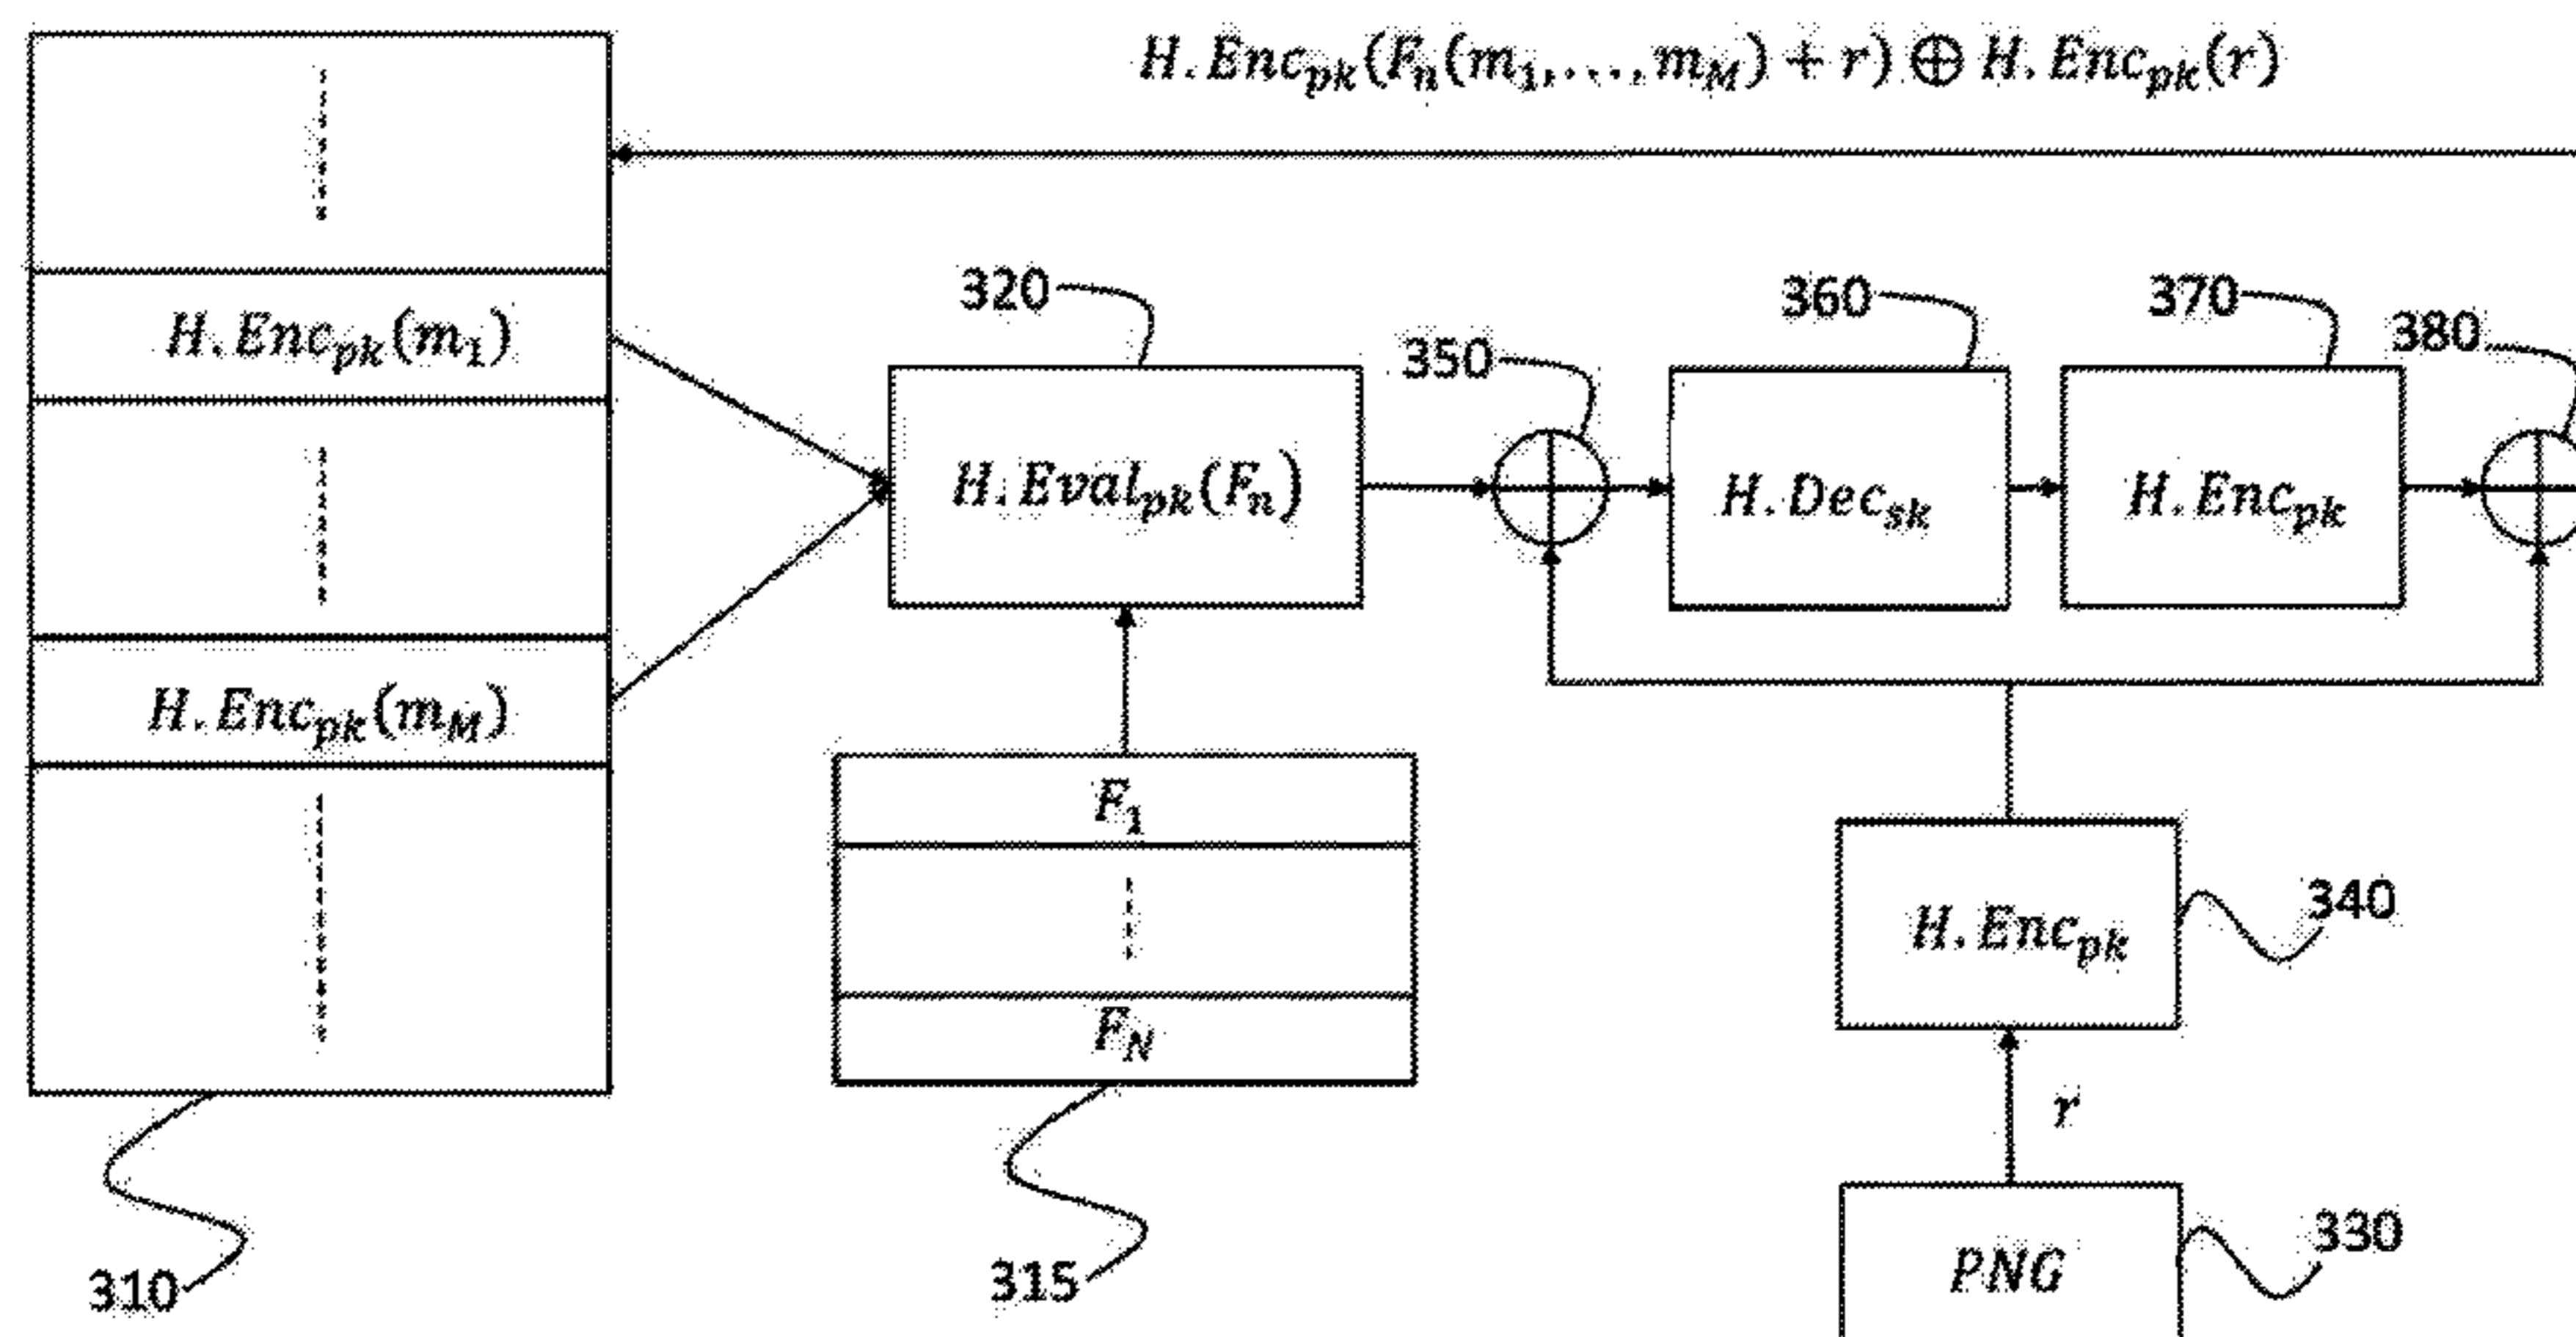 H.Enc_pk(F_n(m_1,...,m_M) + r) ⊕ H.Enc_pk(r)
H.Enc_pk(m_1)
320
360
370
380
350
H.Eval_pk(F_n)
H.Dec_sk
H.Enc_pk
H.Enc_pk(m_M)
F_1
F_N
H.Enc_pk
340
r
310
315
PNG
330